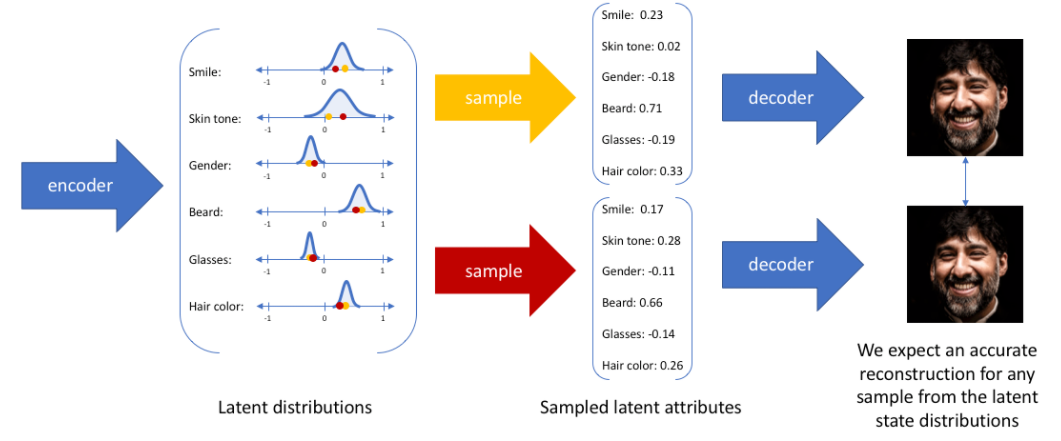 encoder
Smile:
-1 0 1
Skin tone:
-1 0 1
Gender:
-1 0 1
Beard:
-1 0 1
Glasses:
-1 0 1
Hair color:
-1 0 1
Latent distributions
sample
sample
Smile: 0.23
Skin tone: 0.02
Gender: -0.18
Beard: 0.71
Glasses: -0.19
Hair color: 0.33
Smile: 0.17
Skin tone: 0.28
Gender: -0.11
Beard: 0.66
Glasses: -0.14
Hair color: 0.26
Sampled latent attributes
decoder
decoder
We expect an accurate
reconstruction for any
sample from the latent
state distributions